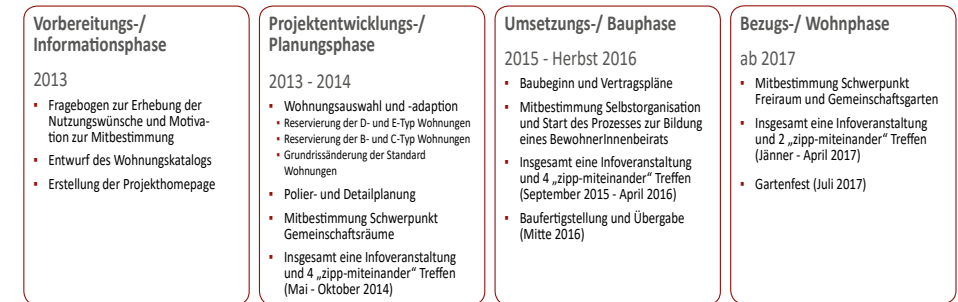 Vorbereitungs-/
Informationsphase
2013
▪ Fragebogen zur Erhebung der
Nutzungswünsche und Motiva-
tion zur Mitbestimmung
▪ Entwurf des Wohnungskatalogs
▪ Erstellung der Projekthomepage
Projektentwicklungs-/
Planungsphase
2013 - 2014
▪ Wohnungsauswahl und -adaption
▪ Reservierung der D- und E-Typ Wohnungen
▪ Reservierung der B- und C-Typ Wohnungen
▪ Grundrissänderung der Standard
Wohnungen
▪ Polier- und Detailplanung
▪ Mitbestimmung Schwerpunkt
Gemeinschaftsräume
▪ Insgesamt eine Infoveranstaltung
und 4 „zipp-miteinander“ Treffen
(Mai - Oktober 2014)
Umsetzungs-/ Bauphase
2015 - Herbst 2016
▪ Baubeginn und Vertragspläne
▪ Mitbestimmung Selbstorganisation
und Start des Prozesses zur Bildung
eines BewohnerInnenbeirats
▪ Insgesamt eine Infoveranstaltung
und 4 „zipp-miteinander“ Treffen
(September 2015 - April 2016)
▪ Baufertigstellung und Übergabe
(Mitte 2016)
Bezugs-/ Wohnphase
ab 2017
▪ Mitbestimmung Schwerpunkt
Freiraum und Gemeinschaftsgarten
▪ Insgesamt eine Infoveranstaltung
und 2 „zipp-miteinander“ Treffen
(Jänner - April 2017)
▪ Gartenfest (Juli 2017)